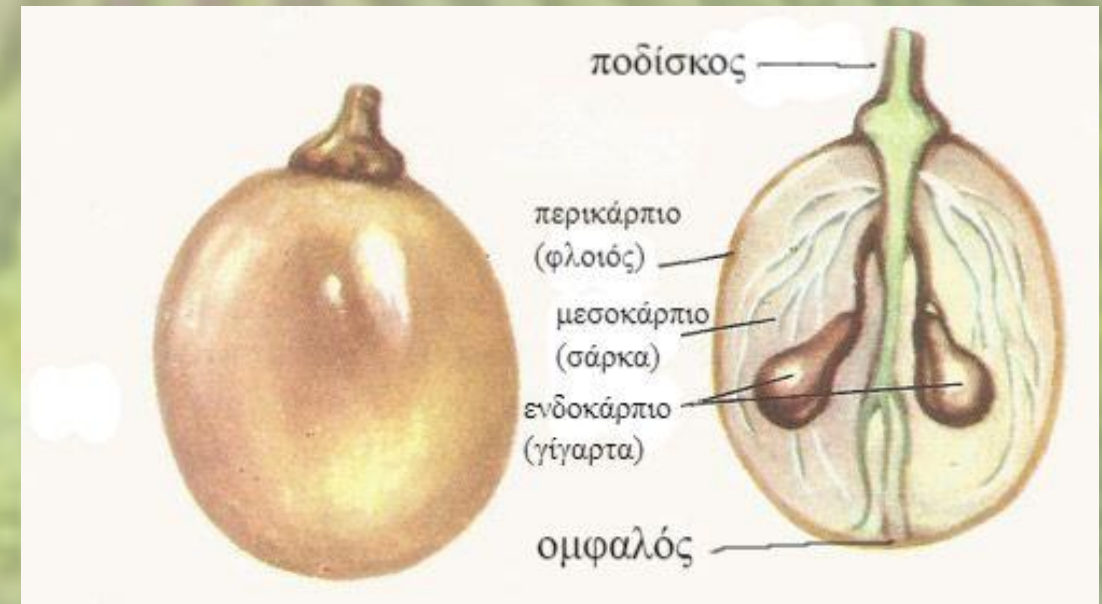 ποδίσκος
περικάρπιο
(φλοιός)
μεσοκάρπιο
(σάρκα)
ενδοκάρπιο
(γίγαρτα)
ομφαλός